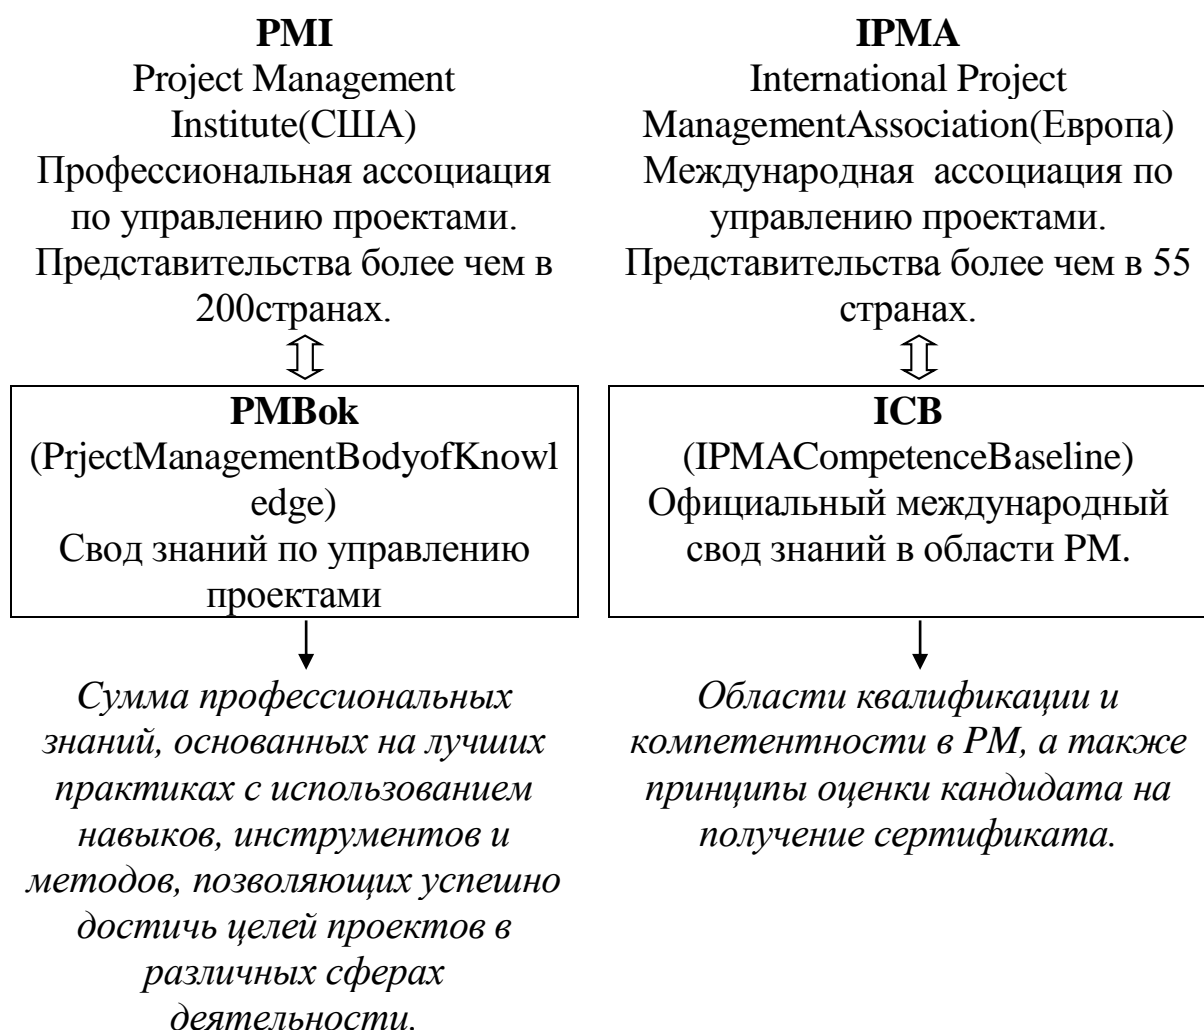 PMI
Project Management
Institute(США)
Профессиональная ассоциация
по управлению проектами.
Представительства более чем в
200странах.
PMBok
(PrjectManagementBodyofKnowl
edge)
Свод знаний по управлению
проектами
Сумма профессиональных
знаний, основанных на лучших
практиках с использованием
навыков, инструментов и
методов, позволяющих успешно
достичь целей проектов в
различных сферах
деятельности.
IPMA
International Project
ManagementAssociation(Европа)
Международная ассоциация по
управлению проектами.
Представительства более чем в 55
странах.
ICB
(IPMACompetenceBaseline)
Официальный международный
свод знаний в области РМ.
Области квалификации и
компетентности в РМ, а также
принципы оценки кандидата на
получение сертификата.